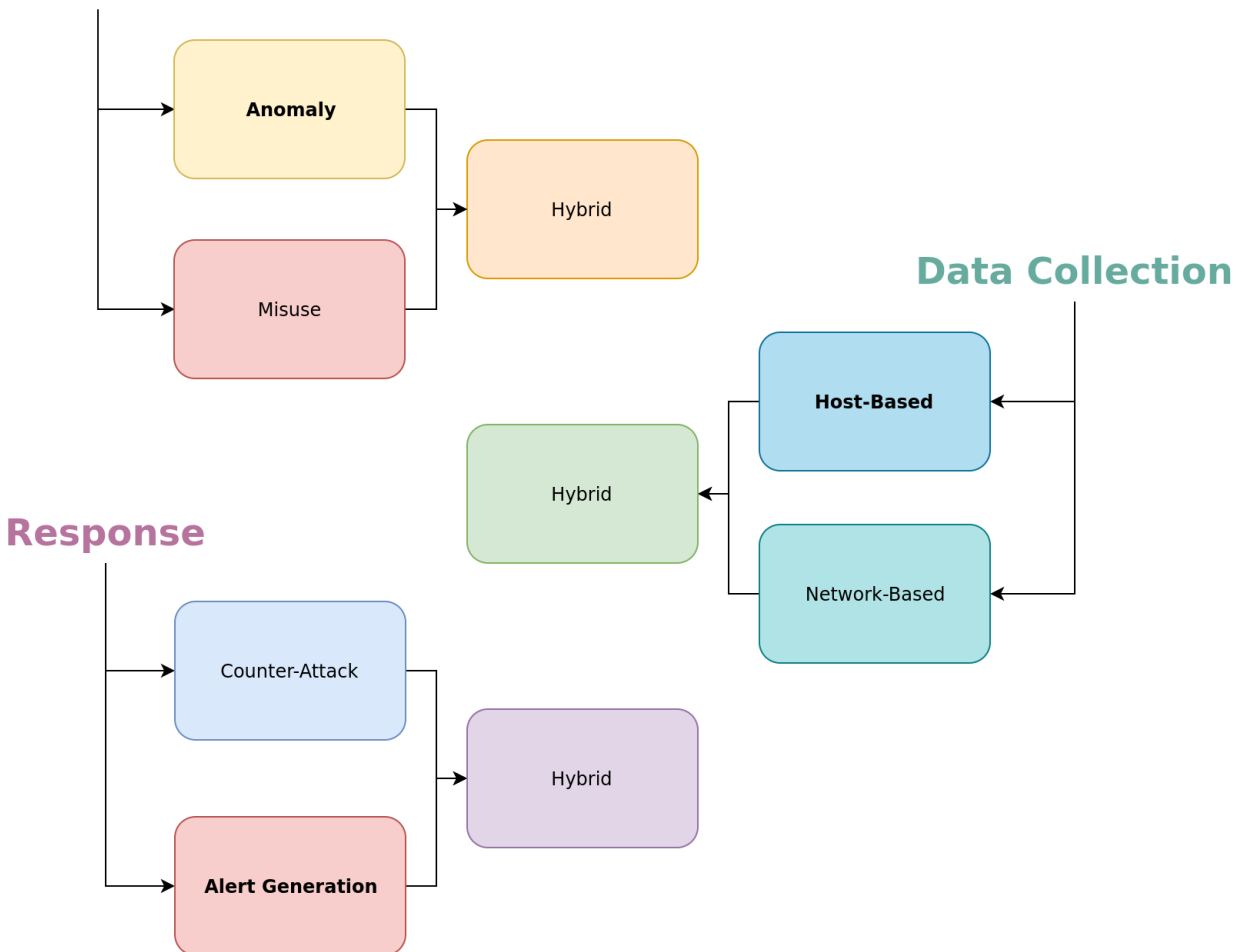 Anomaly
Hybrid
Misuse
Data Collection
Host-Based
Hybrid
Network-Based
Response
Counter-Attack
Hybrid
Alert Generation